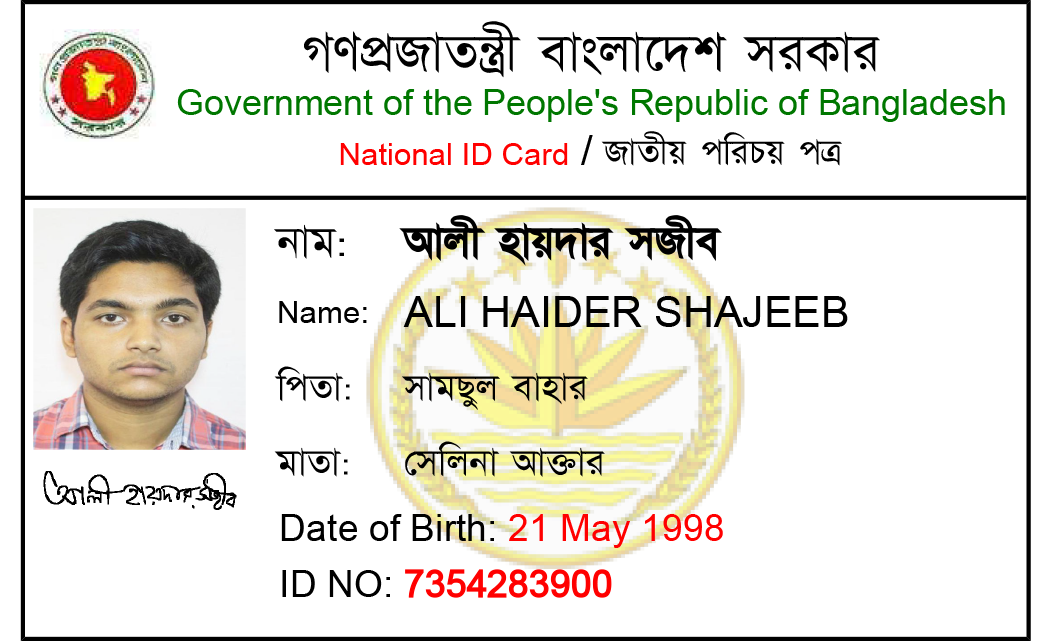 গণপ্রজাতন্ত্রী বাংলাদেশ সরকার
Government of the People's Republic of Bangladesh
National ID Card / জাতীয় পরিচয় পত্র
নাম: আলী হায়দার সজীব
Name: ALI HAIDER SHAJEEB
পিতা: সামছুল বাহার
মাতা: সেলিনা আক্তার
আলী হায়দার সজীব
Date of Birth: 21 May 1998
ID NO: 7354283900